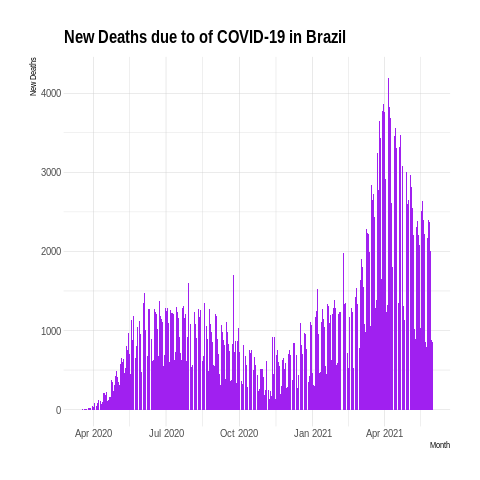 New Deaths due to of COVID-19 in Brazil
New Deaths
4000
3000
2000
1000
0
Apr 2020 Jul 2020 Oct 2020 Jan 2021 Apr 2021
Month